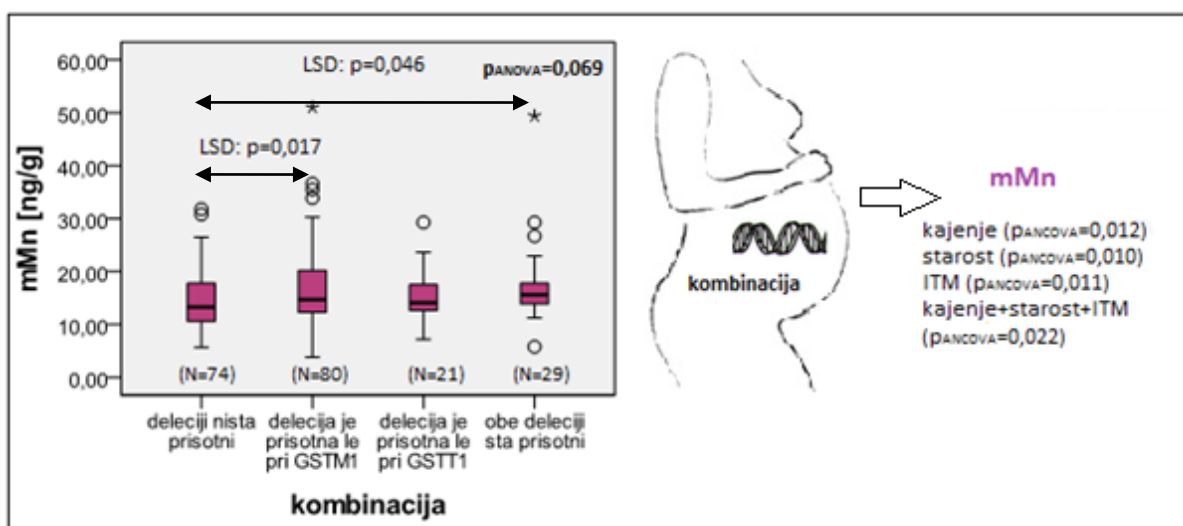 60,00
50,00
40,00
30,00
20,00
10,00
0,00
mMn [ng/g]
LSD: p=0,046
pANOVA=0,069
LSD: p=0,017
(N=74)
(N=80)
(N=21)
(N=29)
deleciji nista
prisotni
delecija je
prisotna le
pri GSTM1
delecija je
prisotna le
pri GSTT1
obe deleciji
sta prisotni
kombinacija
kombinacija
mMn
kajenje (pANCOVA=0,012)
starost (pANCOVA=0,010)
ITM (pANCOVA=0,011)
kajenje+starost+ITM
(pANCOVA=0,022)